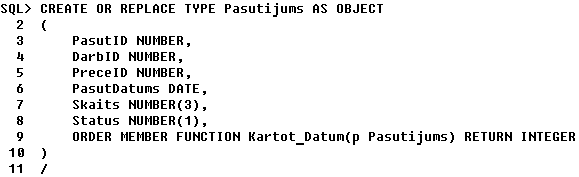 SQL> CREATE OR REPLACE TYPE Pasutijums AS OBJECT
2 (
3 PasutID NUMBER,
4 DarbID NUMBER,
5 PreceID NUMBER,
6 PasutDatums DATE,
7 Skaits NUMBER(3),
8 Status NUMBER(1),
9 ORDER MEMBER FUNCTION Kartot_Datum(p Pasutijums) RETURN INTEGER
10 )
11 /